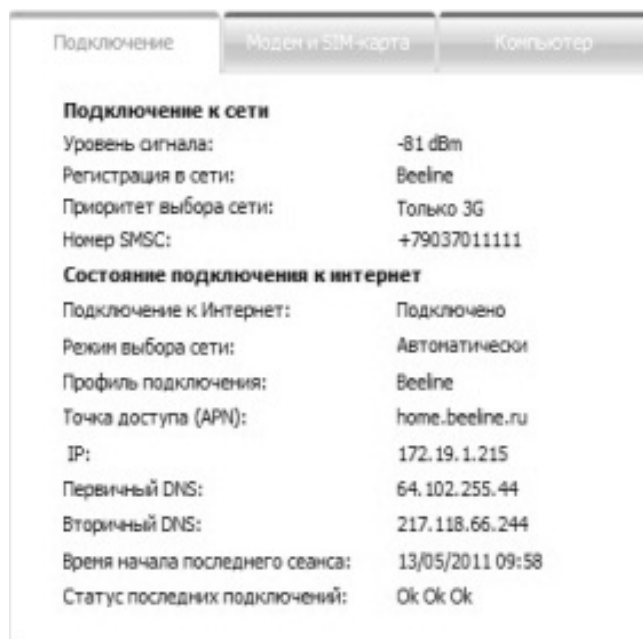 Подключение Модем и SIM-карта Компьютер
Подключение к сети
Уровень сигнала: -81 dBm
Регистрация в сети: Beeline
Приоритет выбора сети: Только 3G
Номер SMSC: +79037011111
Состояние подключения к интернет
Подключение к Интернет: Подключено
Режим выбора сети: Автоматически
Профиль подключения: Beeline
Точка доступа (APN): home.beeline.ru
IP: 172.19.1.215
Первичный DNS: 64.102.255.44
Вторичный DNS: 217.118.66.244
Время начала последнего сеанса: 13/05/2011 09:58
Статус последних подключений: Ok Ok Ok